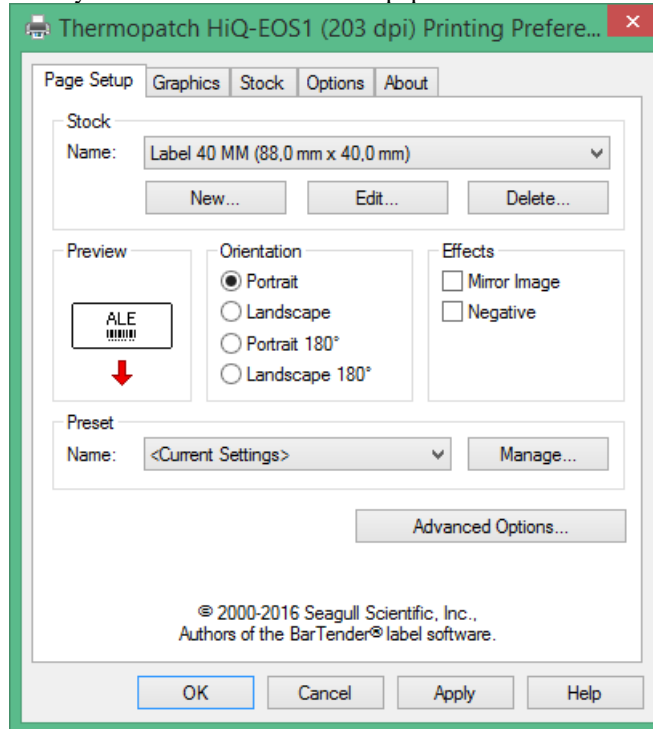 Thermopatch HiQ-EOS1 (203 dpi) Printing Prefere...
Page Setup Graphics Stock Options About
Stock
Name: Label 40 MM (88,0 mm x 40,0 mm)
New... Edit... Delete...
Preview Orientation Effects
Portrait Mirror Image
ALE Landscape Negative
Portrait 180°
Landscape 180°
Preset
Name: <Current Settings> Manage...
Advanced Options...
© 2000-2016 Seagull Scientific, Inc.,
Authors of the BarTender® label software.
OK Cancel Apply Help